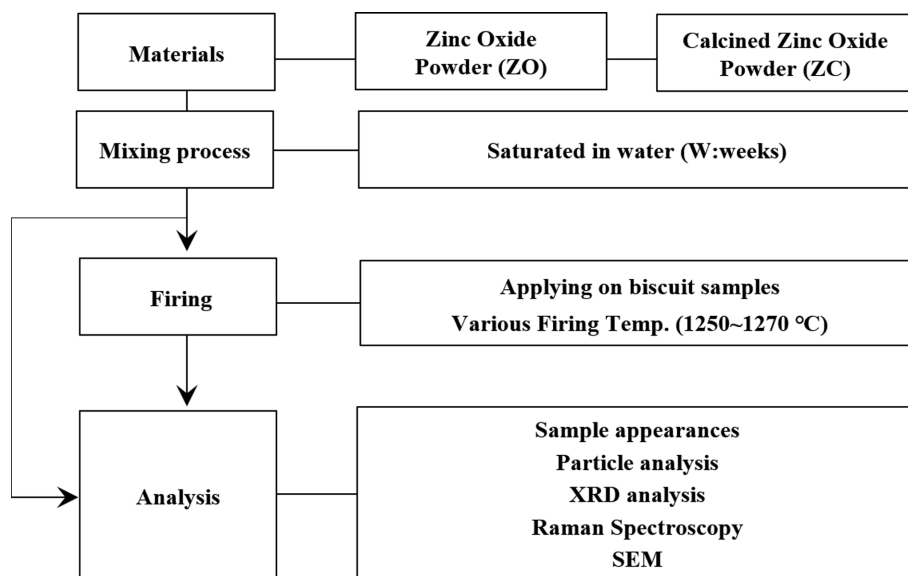 Materials
Zinc Oxide
Powder (ZO)
Calcined Zinc Oxide
Powder (ZC)
Mixing process
Saturated in water (W:weeks)
Firing
Applying on biscuit samples
Various Firing Temp. (1250~1270 ℃)
Analysis
Sample appearances
Particle analysis
XRD analysis
Raman Spectroscopy
SEM